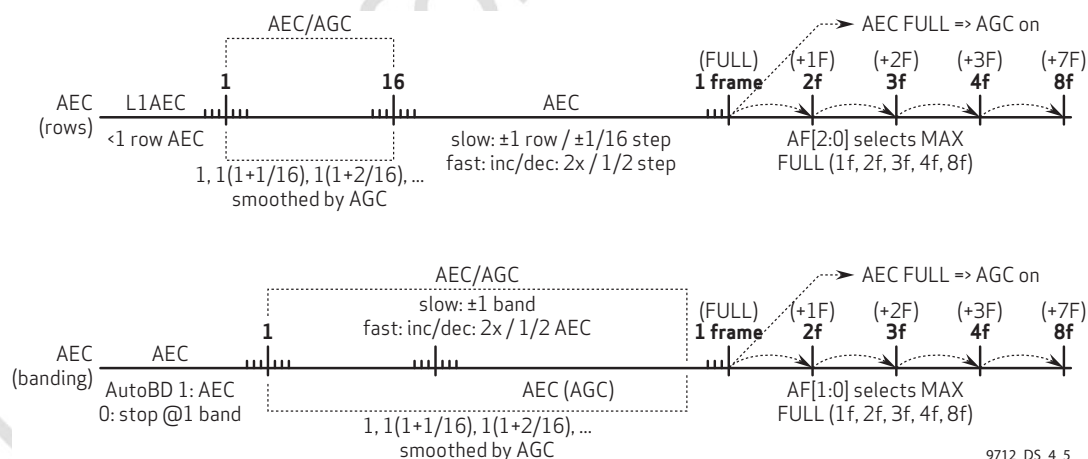 AEC/AGC
AEC FULL => AGC on
(FULL) (+1F) (+2F) (+3F) (+7F)
1 16 1 frame 2f 3f 4f 8f
AEC (rows)
L1AEC
AEC
<1 row AEC
slow: ±1 row / ±1/16 step
fast: inc/dec: 2x / 1/2 step
AF[2:0] selects MAX
FULL (1f, 2f, 3f, 4f, 8f)
1, 1(1+1/16), 1(1+2/16), ...
smoothed by AGC
AEC/AGC
AEC FULL => AGC on
slow: ±1 band
fast: inc/dec: 2x / 1/2 AEC
(FULL) (+1F) (+2F) (+3F) (+7F)
1 1 frame 2f 3f 4f 8f
AEC (banding)
AEC
AutoBD 1: AEC
0: stop @1 band
AEC (AGC)
AF[1:0] selects MAX
FULL (1f, 2f, 3f, 4f, 8f)
1, 1(1+1/16), 1(1+2/16), ...
smoothed by AGC
9712_DS_4_5